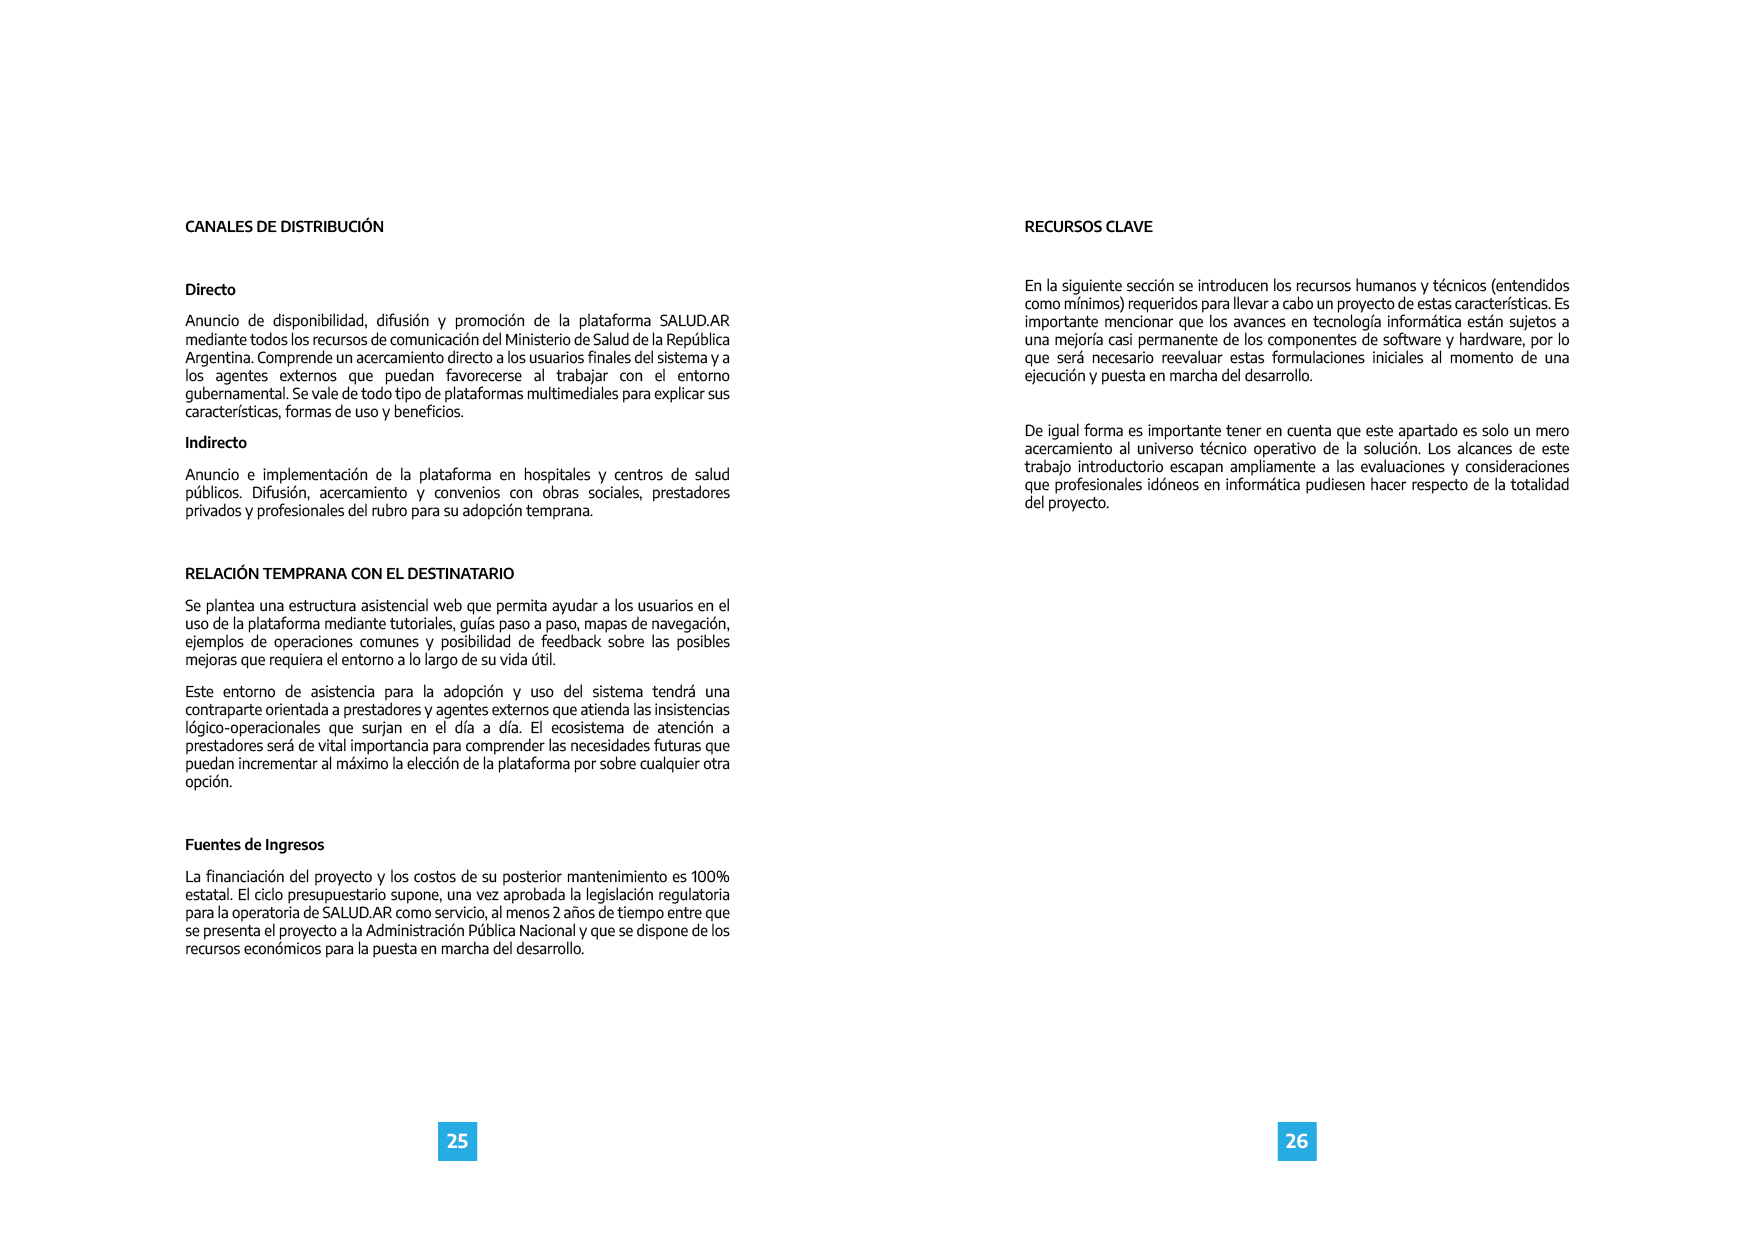 CANALES DE DISTRIBUCIÓN
Directo
Anuncio de disponibilidad, difusión y promoción de la plataforma SALUD.AR
mediante todos los recursos de comunicación del Ministerio de Salud de la República
Argentina. Comprende un acercamiento directo a los usuarios finales del sistema y a
los agentes externos que puedan favorecerse al trabajar con el entorno
gubernamental. Se vale de todo tipo de plataformas multimediales para explicar sus
características, formas de uso y beneficios.
Indirecto
Anuncio e implementación de la plataforma en hospitales y centros de salud
públicos. Difusión, acercamiento y convenios con obras sociales, prestadores
privados y profesionales del rubro para su adopción temprana.
RELACIÓN TEMPRANA CON EL DESTINATARIO
Se plantea una estructura asistencial web que permita ayudar a los usuarios en el
uso de la plataforma mediante tutoriales, guías paso a paso, mapas de navegación,
ejemplos de operaciones comunes y posibilidad de feedback sobre las posibles
mejoras que requiera el entorno a lo largo de su vida útil.
Este entorno de asistencia para la adopción y uso del sistema tendrá una
contraparte orientada a prestadores y agentes externos que atienda las insistencias
lógico-operacionales que surjan en el día a día. El ecosistema de atención a
prestadores será de vital importancia para comprender las necesidades futuras que
puedan incrementar al máximo la elección de la plataforma por sobre cualquier otra
opción.
Fuentes de Ingresos
La financiación del proyecto y los costos de su posterior mantenimiento es 100%
estatal. El ciclo presupuestario supone, una vez aprobada la legislación regulatoria
para la operatoria de SALUD.AR como servicio, al menos 2 años de tiempo entre que
se presenta el proyecto a la Administración Pública Nacional y que se dispone de los
recursos económicos para la puesta en marcha del desarrollo.
25
RECURSOS CLAVE
En la siguiente sección se introducen los recursos humanos y técnicos (entendidos
como mínimos) requeridos para llevar a cabo un proyecto de estas características. Es
importante mencionar que los avances en tecnología informática están sujetos a
una mejoría casi permanente de los componentes de software y hardware, por lo
que será necesario reevaluar estas formulaciones iniciales al momento de una
ejecución y puesta en marcha del desarrollo.
De igual forma es importante tener en cuenta que este apartado es solo un mero
acercamiento al universo técnico operativo de la solución. Los alcances de este
trabajo introductorio escapan ampliamente a las evaluaciones y consideraciones
que profesionales idóneos en informática pudiesen hacer respecto de la totalidad
del proyecto.
26